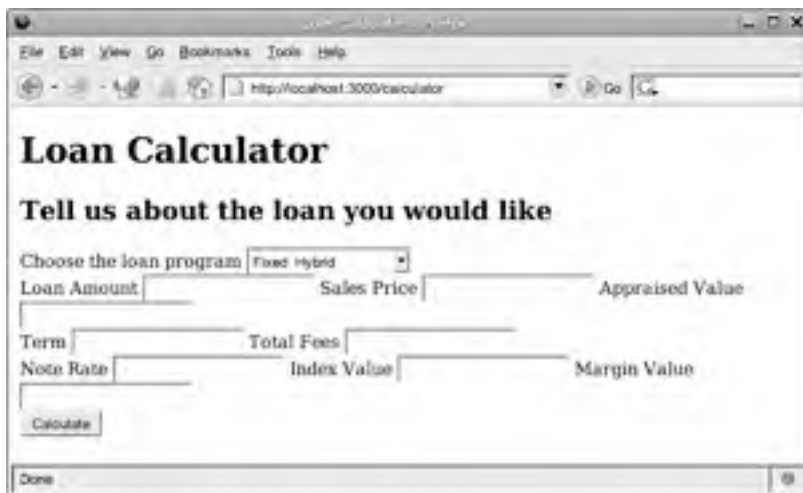 File Edit View Go Bookmarks Tools Help
http://localhost:3000/calculator Go
Loan Calculator
Tell us about the loan you would like
Choose the loan program Fixed Hybrid
Loan Amount Sales Price Appraised Value
Term Total Fees
Note Rate Index Value Margin Value
Calculate
Done